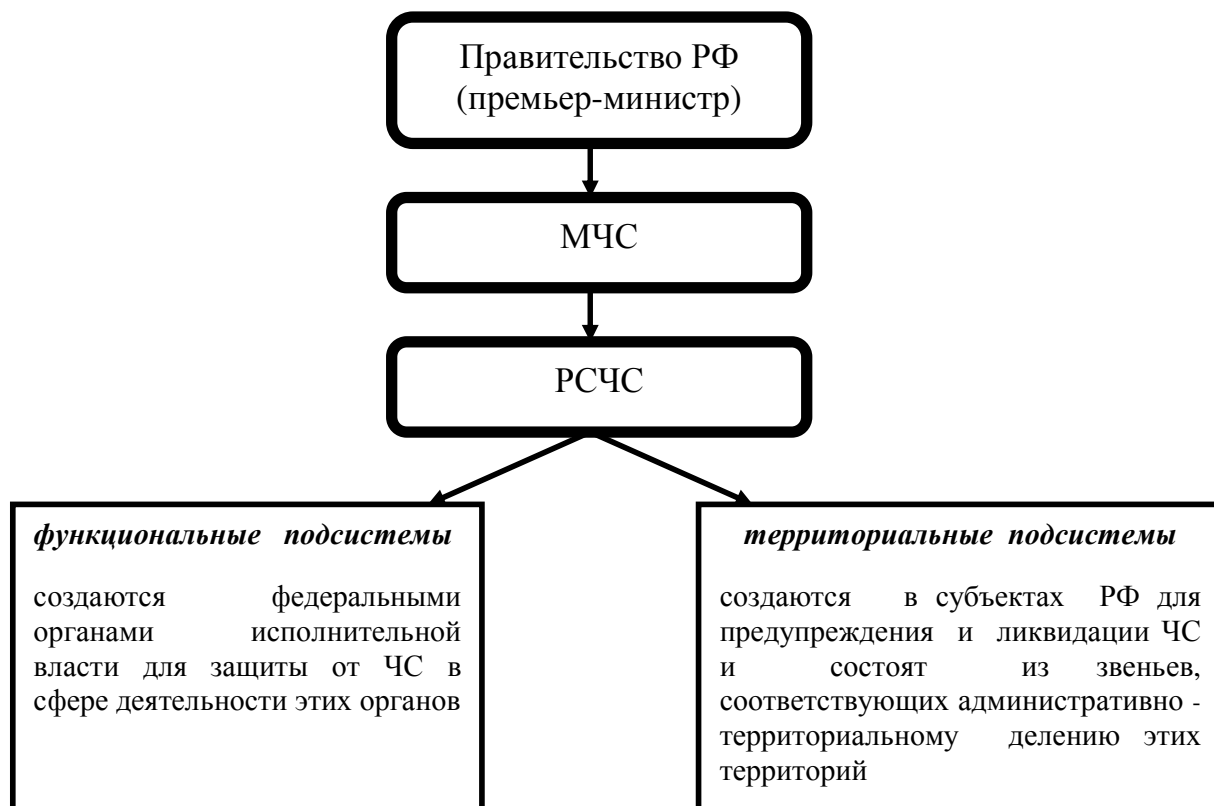 Правительство РФ
(премьер-министр)
МЧС
РСЧС
функциональные подсистемы
создаются федеральными
органами исполнительной
власти для защиты от ЧС в
сфере деятельности этих органов
территориальные подсистемы
создаются в субъектах РФ для
предупреждения и ликвидации ЧС
и состоят из звеньев,
соответствующих административно -
территориальному делению этих
территорий